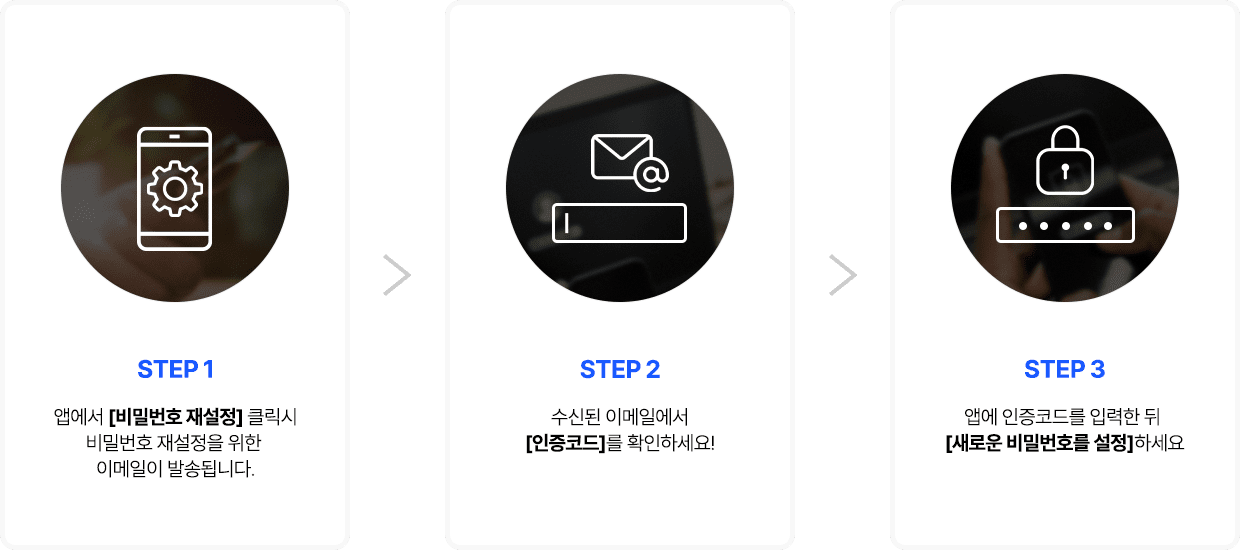 STEP 1
앱에서 [비밀번호 재설정] 클릭시
비밀번호 재설정을 위한
이메일이 발송됩니다.
STEP 2
수신된 이메일에서
[인증코드]를 확인하세요!
STEP 3
앱에 인증코드를 입력한 뒤
[새로운 비밀번호를 설정]하세요